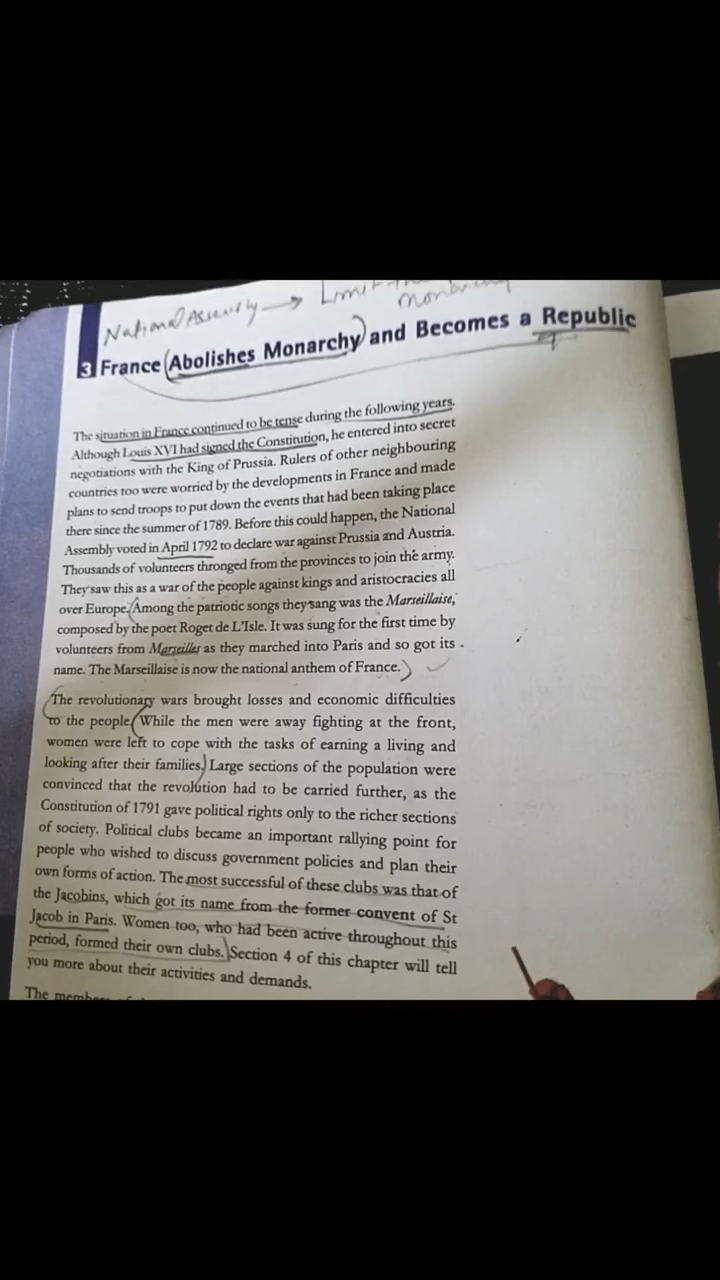 National Assembly → Limit
monarchy
3 France Abolishes Monarchy and Becomes a Republic
The situation in France continued to be tense during the following years.
Although Louis XVI had signed the Constitution, he entered into secret
negotiations with the King of Prussia. Rulers of other neighbouring
countries too were worried by the developments in France and made
plans to send troops to put down the events that had been taking place
there since the summer of 1789. Before this could happen, the National
Assembly voted in April 1792 to declare war against Prussia and Austria.
Thousands of volunteers thronged from the provinces to join the army.
They saw this as a war of the people against kings and aristocracies all
over Europe. Among the patriotic songs they sang was the Marseillaise,
composed by the poet Roget de L'Isle. It was sung for the first time by
volunteers from Marseilles as they marched into Paris and so got its
name. The Marseillaise is now the national anthem of France.
The revolutionary wars brought losses and economic difficulties
to the people. While the men were away fighting at the front,
women were left to cope with the tasks of earning a living and
looking after their families. Large sections of the population were
convinced that the revolution had to be carried further, as the
Constitution of 1791 gave political rights only to the richer sections
of society. Political clubs became an important rallying point for
people who wished to discuss government policies and plan their
own forms of action. The most successful of these clubs was that of
the Jacobins, which got its name from the former convent of St
Jacob in Paris. Women too, who had been active throughout this
period, formed their own clubs. Section 4 of this chapter will tell
you more about their activities and demands.
The